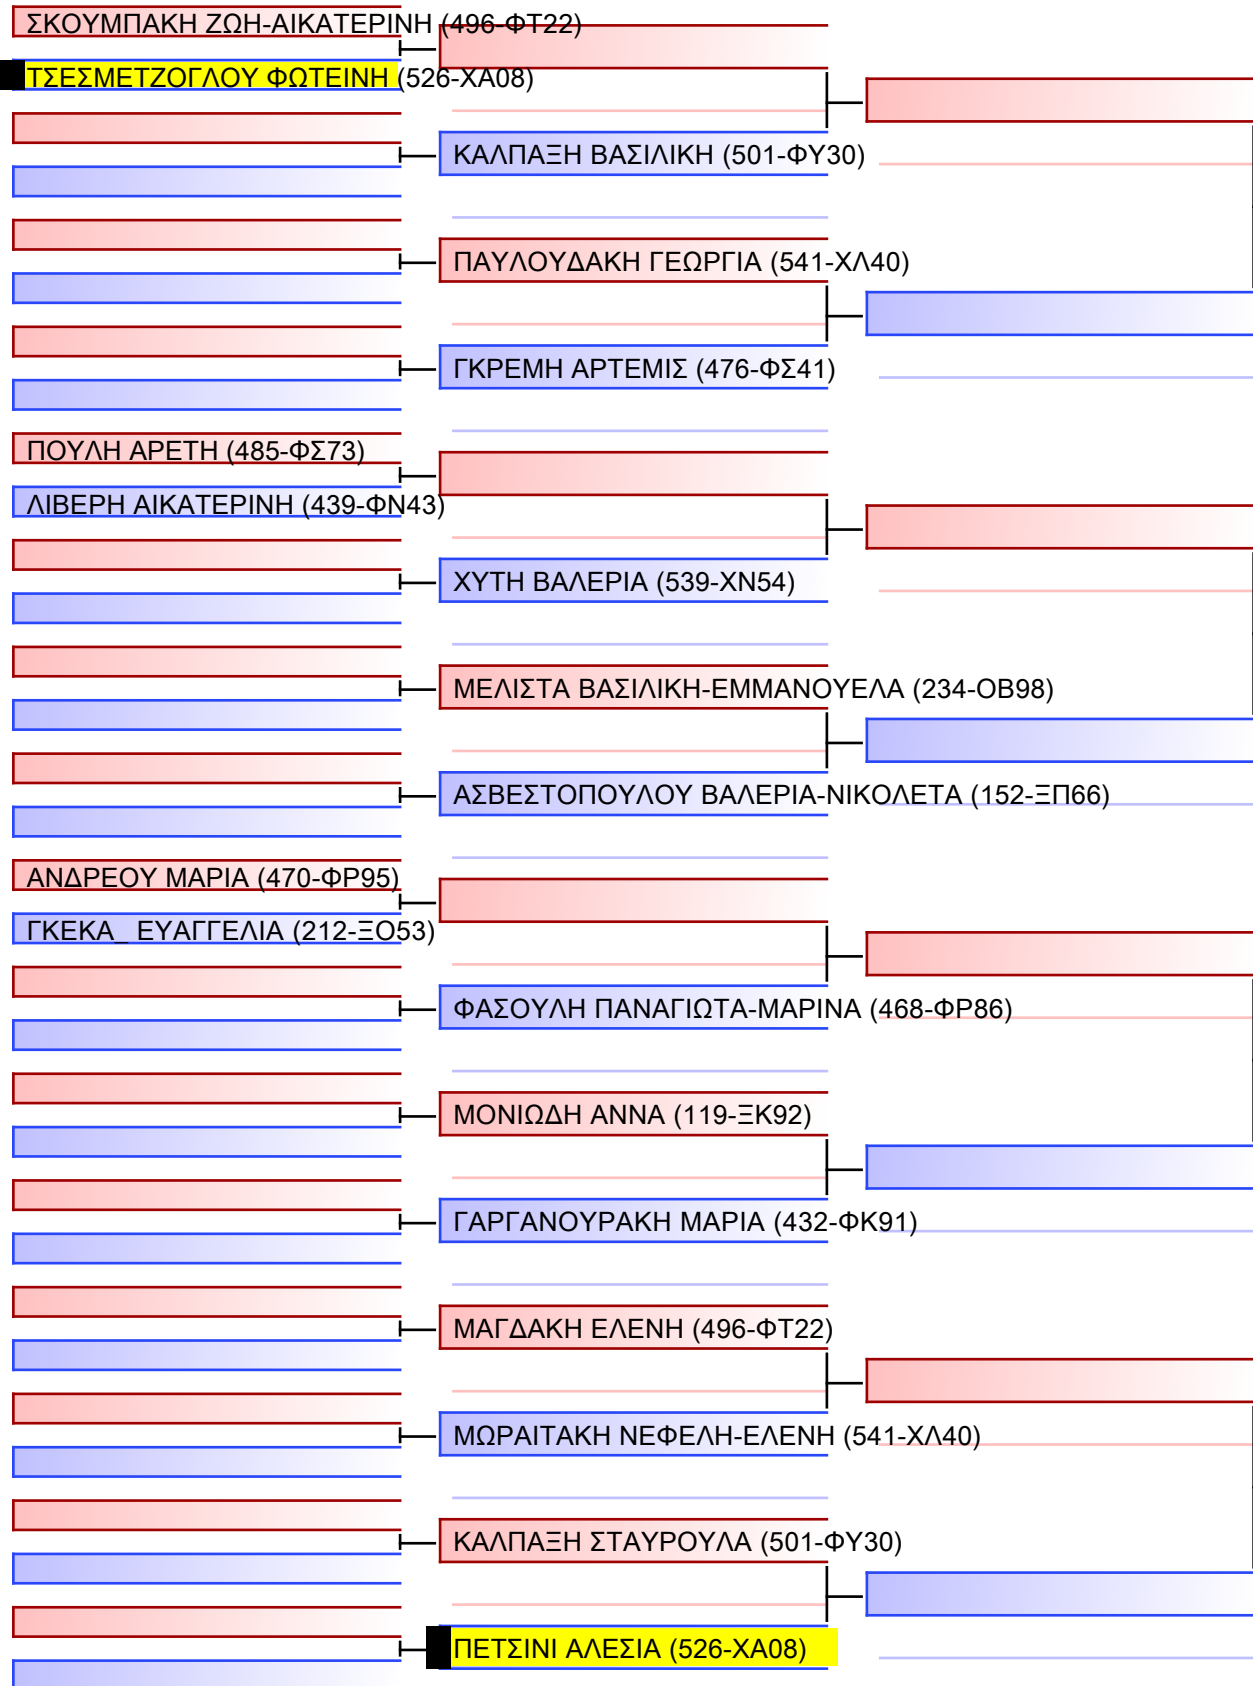 ΣΚΟΥΜΠΑΚΗ ΖΩΗ-ΑΙΚΑΤΕΡΙΝΗ (496-ΦΤ22)
ΤΣΕΣΜΕΤΖΟΓΛΟΥ ΦΩΤΕΙΝΗ (526-ΧΑ08)
ΚΑΛΠΑΞΗ ΒΑΣΙΛΙΚΗ (501-ΦΥ30)
ΠΑΥΛΟΥΔΑΚΗ ΓΕΩΡΓΙΑ (541-ΧΛ40)
ΓΚΡΕΜΗ ΑΡΤΕΜΙΣ (476-ΦΣ41)
ΠΟΥΛΗ ΑΡΕΤΗ (485-ΦΣ73)
ΛΙΒΕΡΗ ΑΙΚΑΤΕΡΙΝΗ (439-ΦΝ43)
ΧΥΤΗ ΒΑΛΕΡΙΑ (539-ΧΝ54)
ΜΕΛΙΣΤΑ ΒΑΣΙΛΙΚΗ-ΕΜΜΑΝΟΥΕΛΑ (234-ΟΒ98)
ΑΣΒΕΣΤΟΠΟΥΛΟΥ ΒΑΛΕΡΙΑ-ΝΙΚΟΛΕΤΑ (152-ΞΠ66)
ΑΝΔΡΕΟΥ ΜΑΡΙΑ (470-ΦΡ95)
ΓΚΕΚΑ_ ΕΥΑΓΓΕΛΙΑ (212-ΞΟ53)
ΦΑΣΟΥΛΗ ΠΑΝΑΓΙΩΤΑ-ΜΑΡΙΝΑ (468-ΦΡ86)
ΜΟΝΙΩΔΗ ΑΝΝΑ (119-ΞΚ92)
ΓΑΡΓΑΝΟΥΡΑΚΗ ΜΑΡΙΑ (432-ΦΚ91)
ΜΑΓΔΑΚΗ ΕΛΕΝΗ (496-ΦΤ22)
ΜΩΡΑΙΤΑΚΗ ΝΕΦΕΛΗ-ΕΛΕΝΗ (541-ΧΛ40)
ΚΑΛΠΑΞΗ ΣΤΑΥΡΟΥΛΑ (501-ΦΥ30)
ΠΕΤΣΙΝΙ ΑΛΕΣΙΑ (526-ΧΑ08)